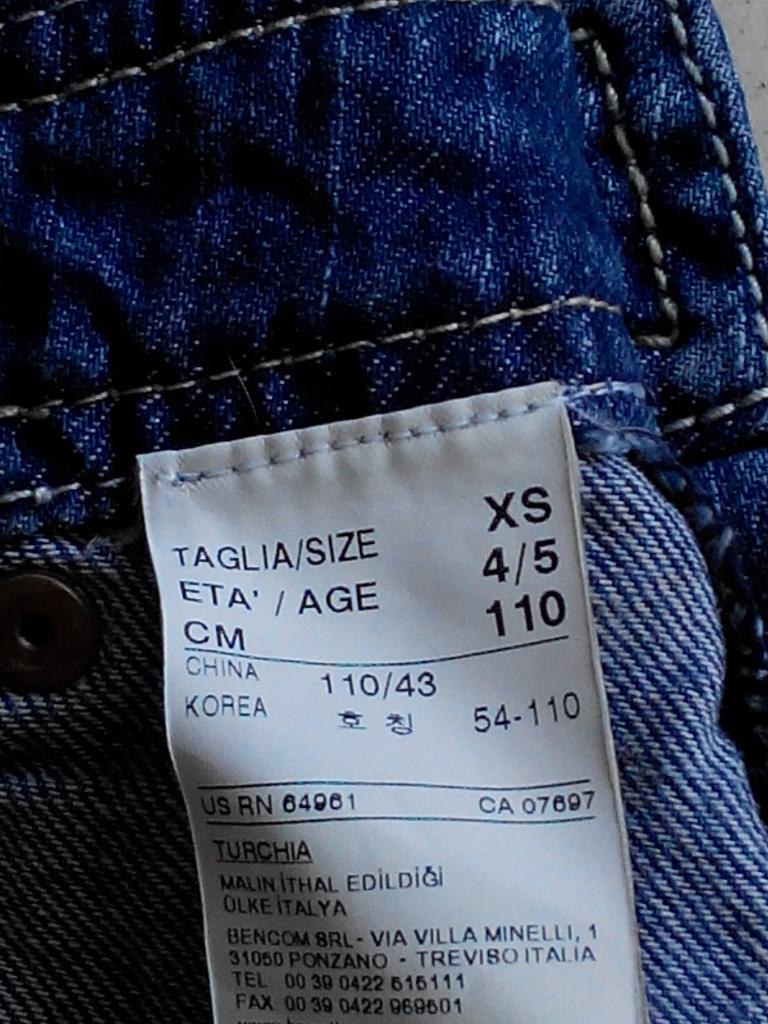 TAGLIA/SIZE XS
ETA' / AGE 4/5
CM 110
CHINA 110/43
KOREA 호 칭 54-110
US RN 64961 CA 07697
TURCHIA
MALIN İTHAL EDİLDİĞİ
ÜLKE İTALYA
BENCOM SRL - VIA VILLA MINELLI, 1
31050 PONZANO - TREVISO ITALIA
TEL 00 39 0422 515111
FAX 00 39 0422 969501